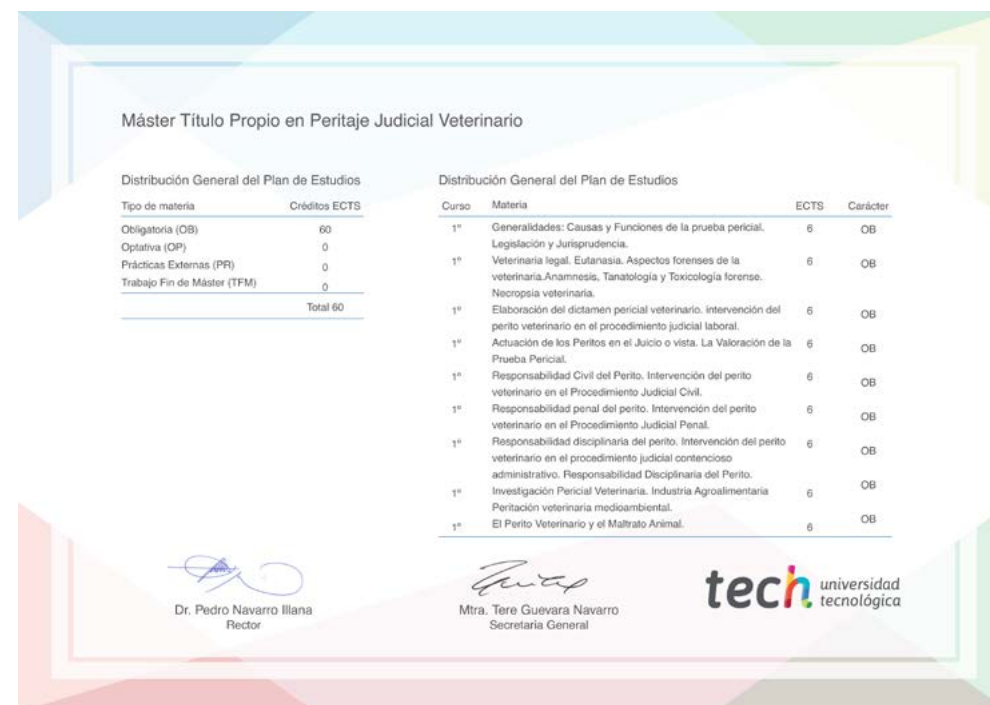 Máster Título Propio en Peritaje Judicial Veterinario
Distribución General del Plan de Estudios
Tipo de materia Créditos ECTS
Obligatoria (OB) 60
Optativa (OP) 0
Prácticas Externas (PR) 0
Trabajo Fin de Máster (TFM) 0
Total 60
Distribución General del Plan de Estudios
Curso Materia ECTS Carácter
1º Generalidades: Causas y Funciones de la prueba pericial. 6 OB
Legislación y Jurisprudencia.
1º Veterinaria legal. Eutanasia. Aspectos forenses de la 6 OB
veterinaria.Anamnesis, Tanatología y Toxicología forense.
Necropsia veterinaria.
1º Elaboración del dictamen pericial veterinario. intervención del 6 OB
perito veterinario en el procedimiento judicial laboral.
1º Actuación de los Peritos en el Juicio o vista. La Valoración de la 6 OB
Prueba Pericial.
1º Responsabilidad Civil del Perito. Intervención del perito 6 OB
veterinario en el Procedimiento Judicial Civil.
1º Responsabilidad penal del perito. Intervención del perito 6 OB
veterinario en el Procedimiento Judicial Penal.
1º Responsabilidad disciplinaria del perito. Intervención del perito 6 OB
veterinario en el procedimiento judicial contencioso
administrativo. Responsabilidad Disciplinaria del Perito.
1º Investigación Pericial Veterinaria. Industria Agroalimentaria 6 OB
Peritación veterinaria medioambiental.
1º El Perito Veterinario y el Maltrato Animal. 6 OB
Dr. Pedro Navarro Illana
Rector
Mtra. Tere Guevara Navarro
Secretaria General
tech universidad
tecnológica